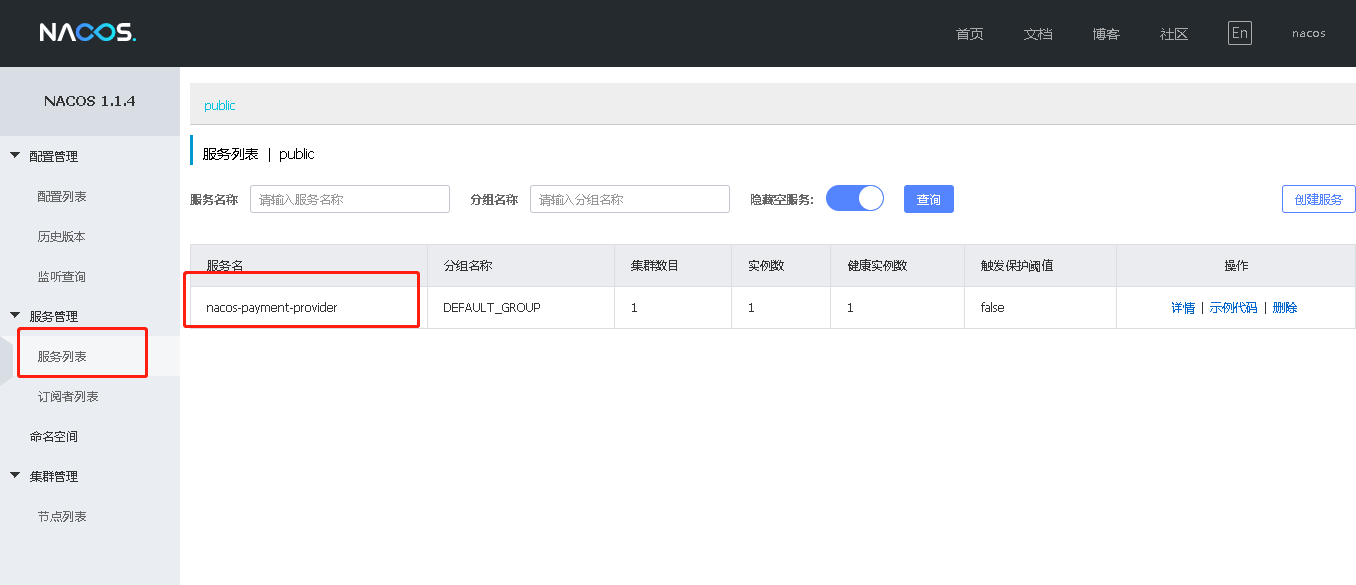 NACOS.
首页 文档 博客 社区 En nacos
NACOS 1.1.4
配置管理
配置列表
历史版本
监听查询
服务管理
服务列表
订阅者列表
命名空间
集群管理
节点列表
public
服务列表 | public
服务名称 请输入服务名称 分组名称 请输入分组名称 隐藏空服务: 查询 创建服务
服务名 分组名称 集群数目 实例数 健康实例数 触发保护阈值 操作
nacos-payment-provider DEFAULT_GROUP 1 1 1 false 详情 | 示例代码 | 删除